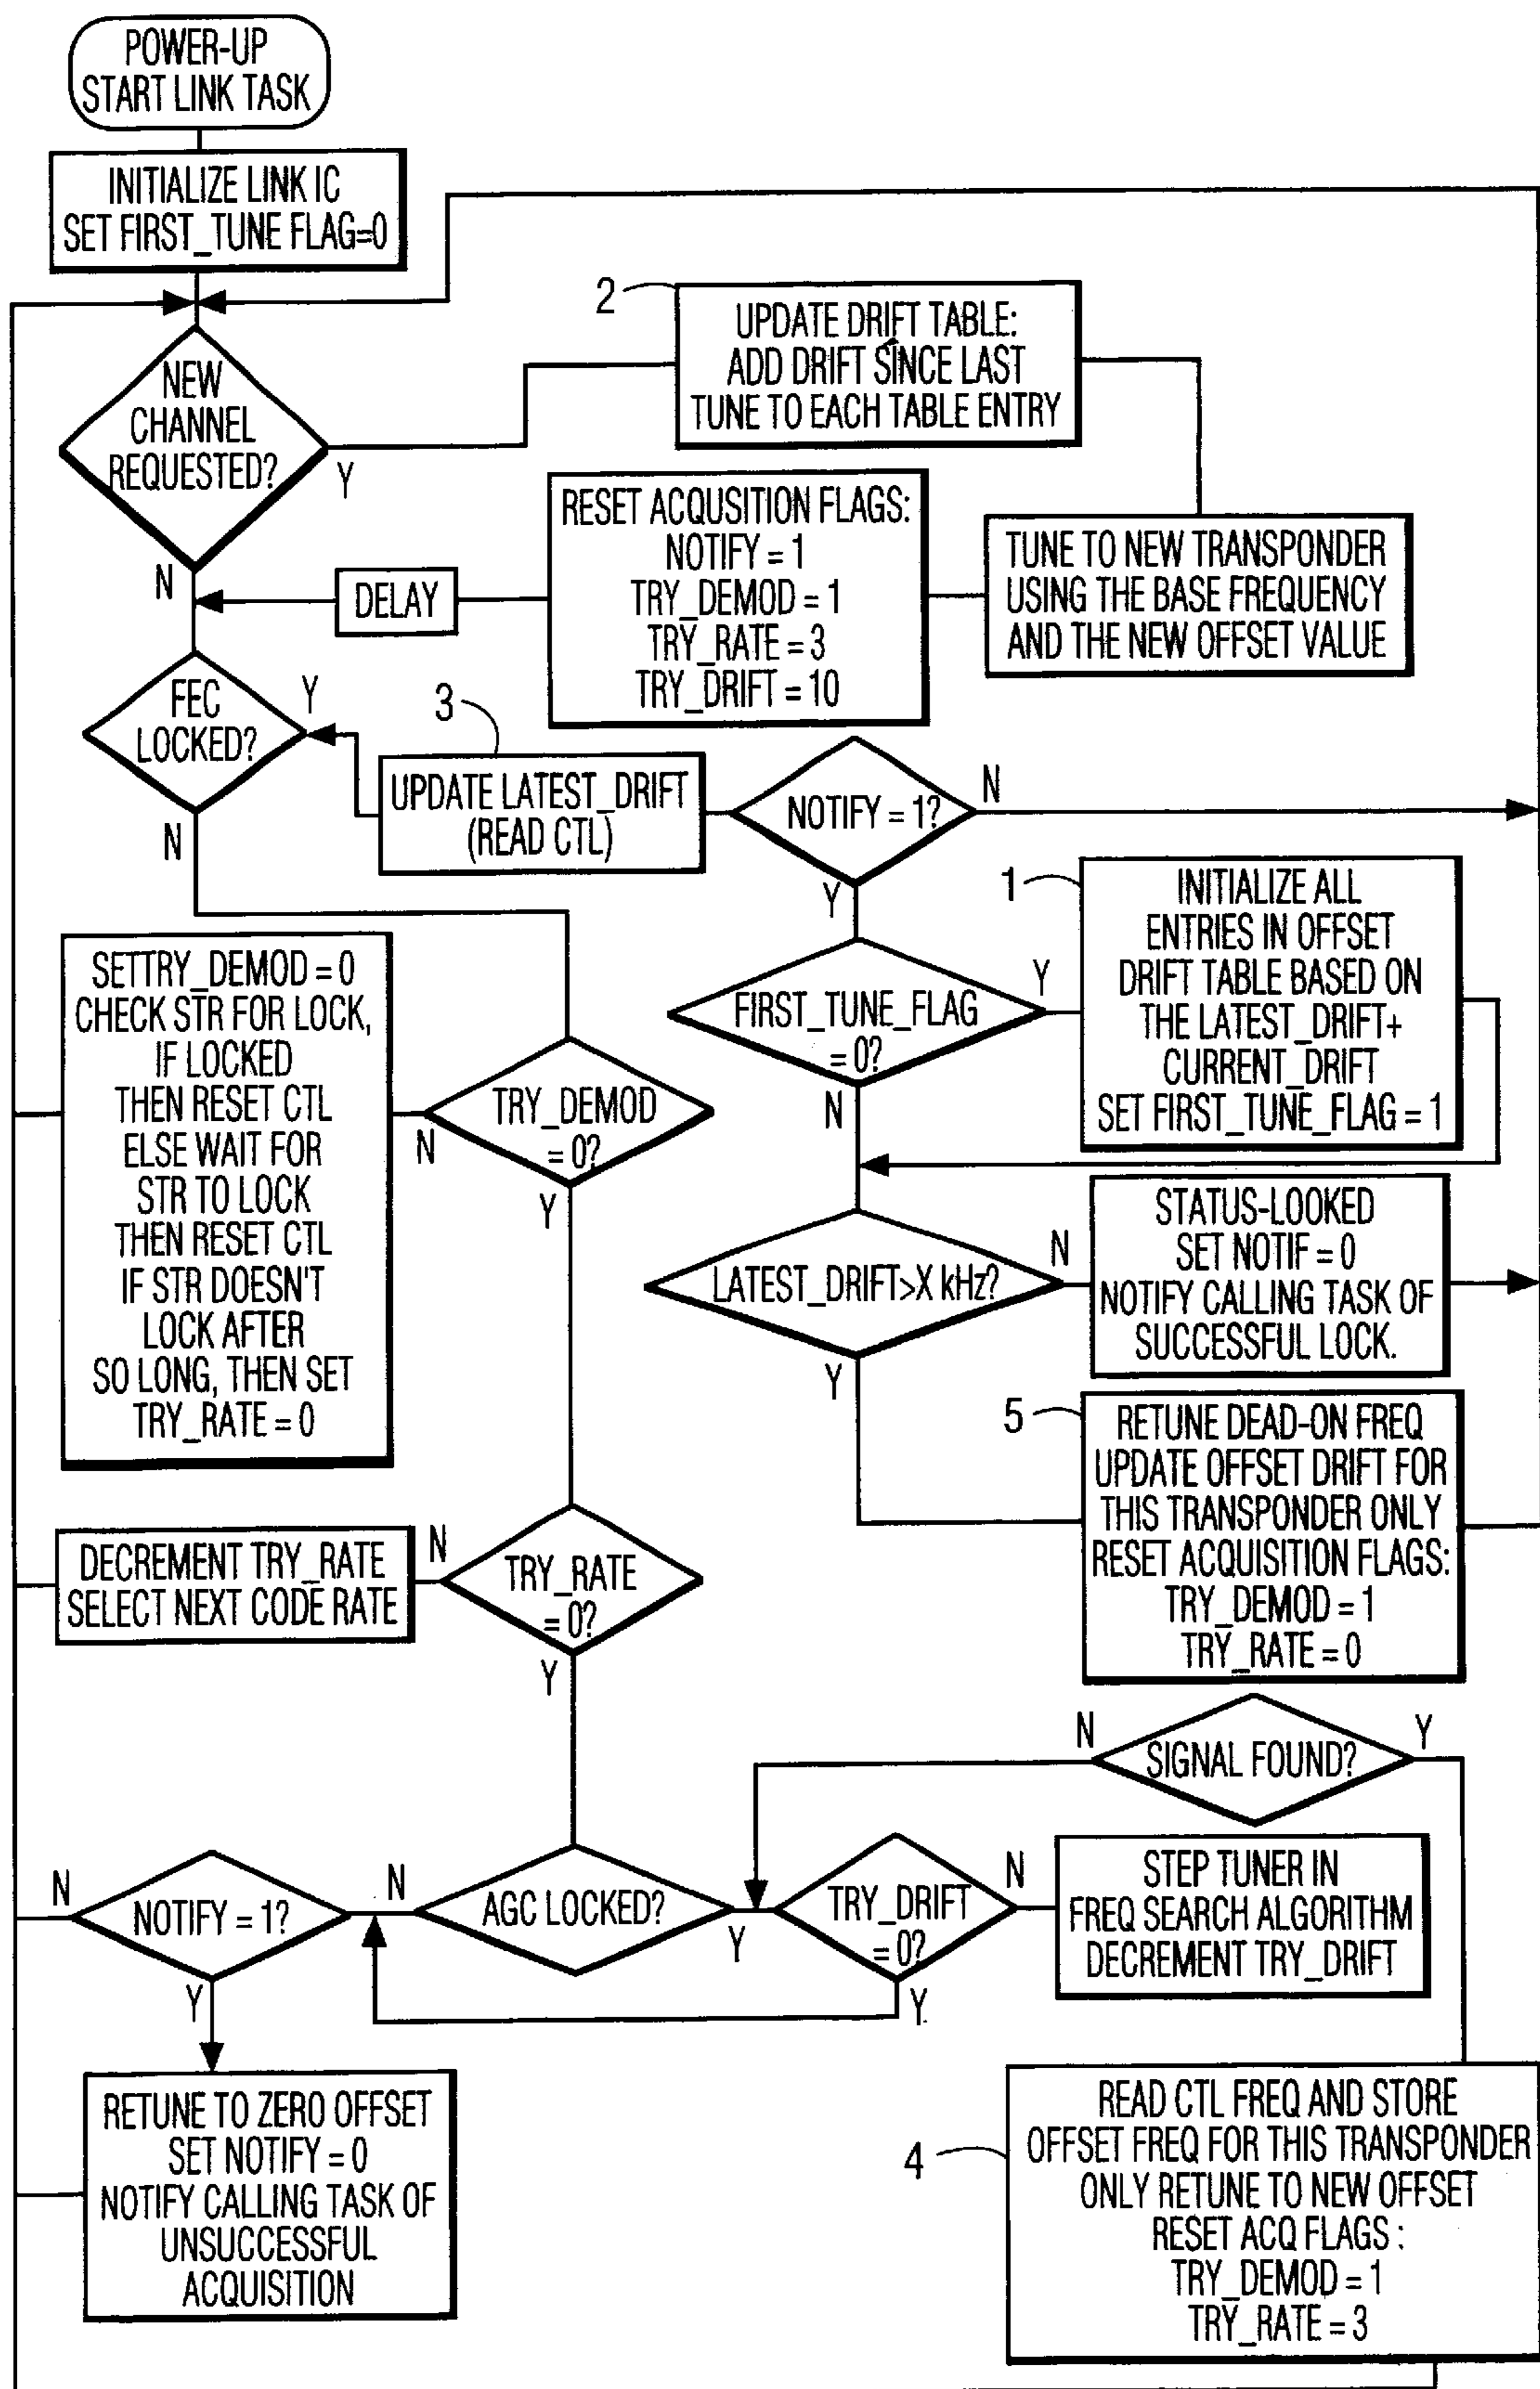 POWER-UP
START LINK TASK
INITIALIZE LINK IC
SET FIRST_TUNE FLAG=0
2
UPDATE DRIFT TABLE:
ADD DRIFT SINCE LAST
TUNE TO EACH TABLE ENTRY
NEW
CHANNEL
REQUESTED?
Y
N
RESET ACQUSITION FLAGS:
NOTIFY = 1
TRY_DEMOD = 1
TRY_RATE = 3
TRY_DRIFT = 10
TUNE TO NEW TRANSPONDER
USING THE BASE FREQUENCY
AND THE NEW OFFSET VALUE
DELAY
FEC
LOCKED?
Y
N
3
UPDATE LATEST_DRIFT
(READ CTL)
NOTIFY = 1?
N
Y
1
INITIALIZE ALL
ENTRIES IN OFFSET
DRIFT TABLE BASED ON
THE LATEST_DRIFT+
CURRENT_DRIFT
SET FIRST_TUNE_FLAG = 1
FIRST_TUNE_FLAG
= 0?
Y
N
SETTRY_DEMOD = 0
CHECK STR FOR LOCK,
IF LOCKED
THEN RESET CTL
ELSE WAIT FOR
STR TO LOCK
THEN RESET CTL
IF STR DOESN'T
LOCK AFTER
SO LONG, THEN SET
TRY_RATE = 0
TRY_DEMOD
= 0?
N
Y
LATEST_DRIFT>X kHz?
N
Y
STATUS-LOOKED
SET NOTIF = 0
NOTIFY CALLING TASK OF
SUCCESSFUL LOCK.
5
RETUNE DEAD-ON FREQ
UPDATE OFFSET DRIFT FOR
THIS TRANSPONDER ONLY
RESET ACQUISITION FLAGS:
TRY_DEMOD = 1
TRY_RATE = 0
DECREMENT TRY_RATE
SELECT NEXT CODE RATE
N
TRY_RATE
= 0?
Y
N
SIGNAL FOUND?
Y
N
NOTIFY = 1?
Y
N
AGC LOCKED?
Y
TRY_DRIFT
= 0?
N
Y
STEP TUNER IN
FREQ SEARCH ALGORITHM
DECREMENT TRY_DRIFT
RETUNE TO ZERO OFFSET
SET NOTIFY = 0
NOTIFY CALLING TASK OF
UNSUCCESSFUL
ACQUISITION
4
READ CTL FREQ AND STORE
OFFSET FREQ FOR THIS TRANSPONDER
ONLY RETUNE TO NEW OFFSET
RESET ACQ FLAGS :
TRY_DEMOD = 1
TRY_RATE = 3